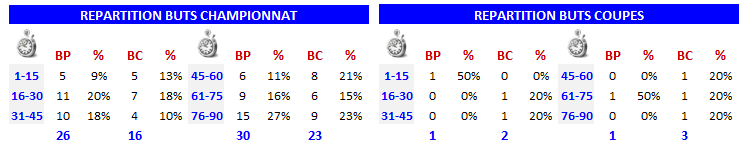 REPARTITION BUTS CHAMPIONNAT
BP % BC % BP % BC %
1-15 5 9% 5 13% 45-60 6 11% 8 21%
16-30 11 20% 7 18% 61-75 9 16% 6 15%
31-45 10 18% 4 10% 76-90 15 27% 9 23%
26 16 30 23
REPARTITION BUTS COUPES
BP % BC % BP % BC %
1-15 1 50% 0 0% 45-60 0 0% 1 20%
16-30 0 0% 1 20% 61-75 1 50% 1 20%
31-45 0 0% 1 20% 76-90 0 0% 1 20%
1 2 1 3